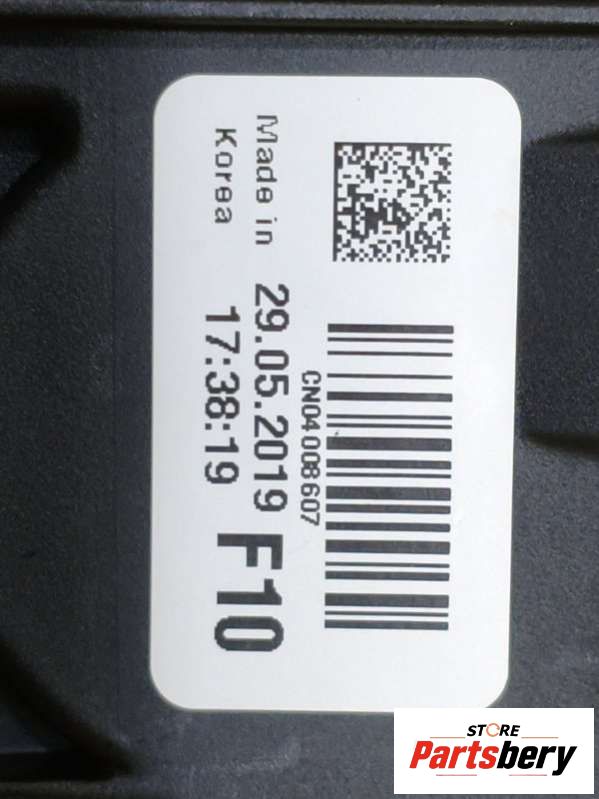 CN04008607
Made in 29.05.2019 F10
Korea 17:38:19
STORE
Partsbery